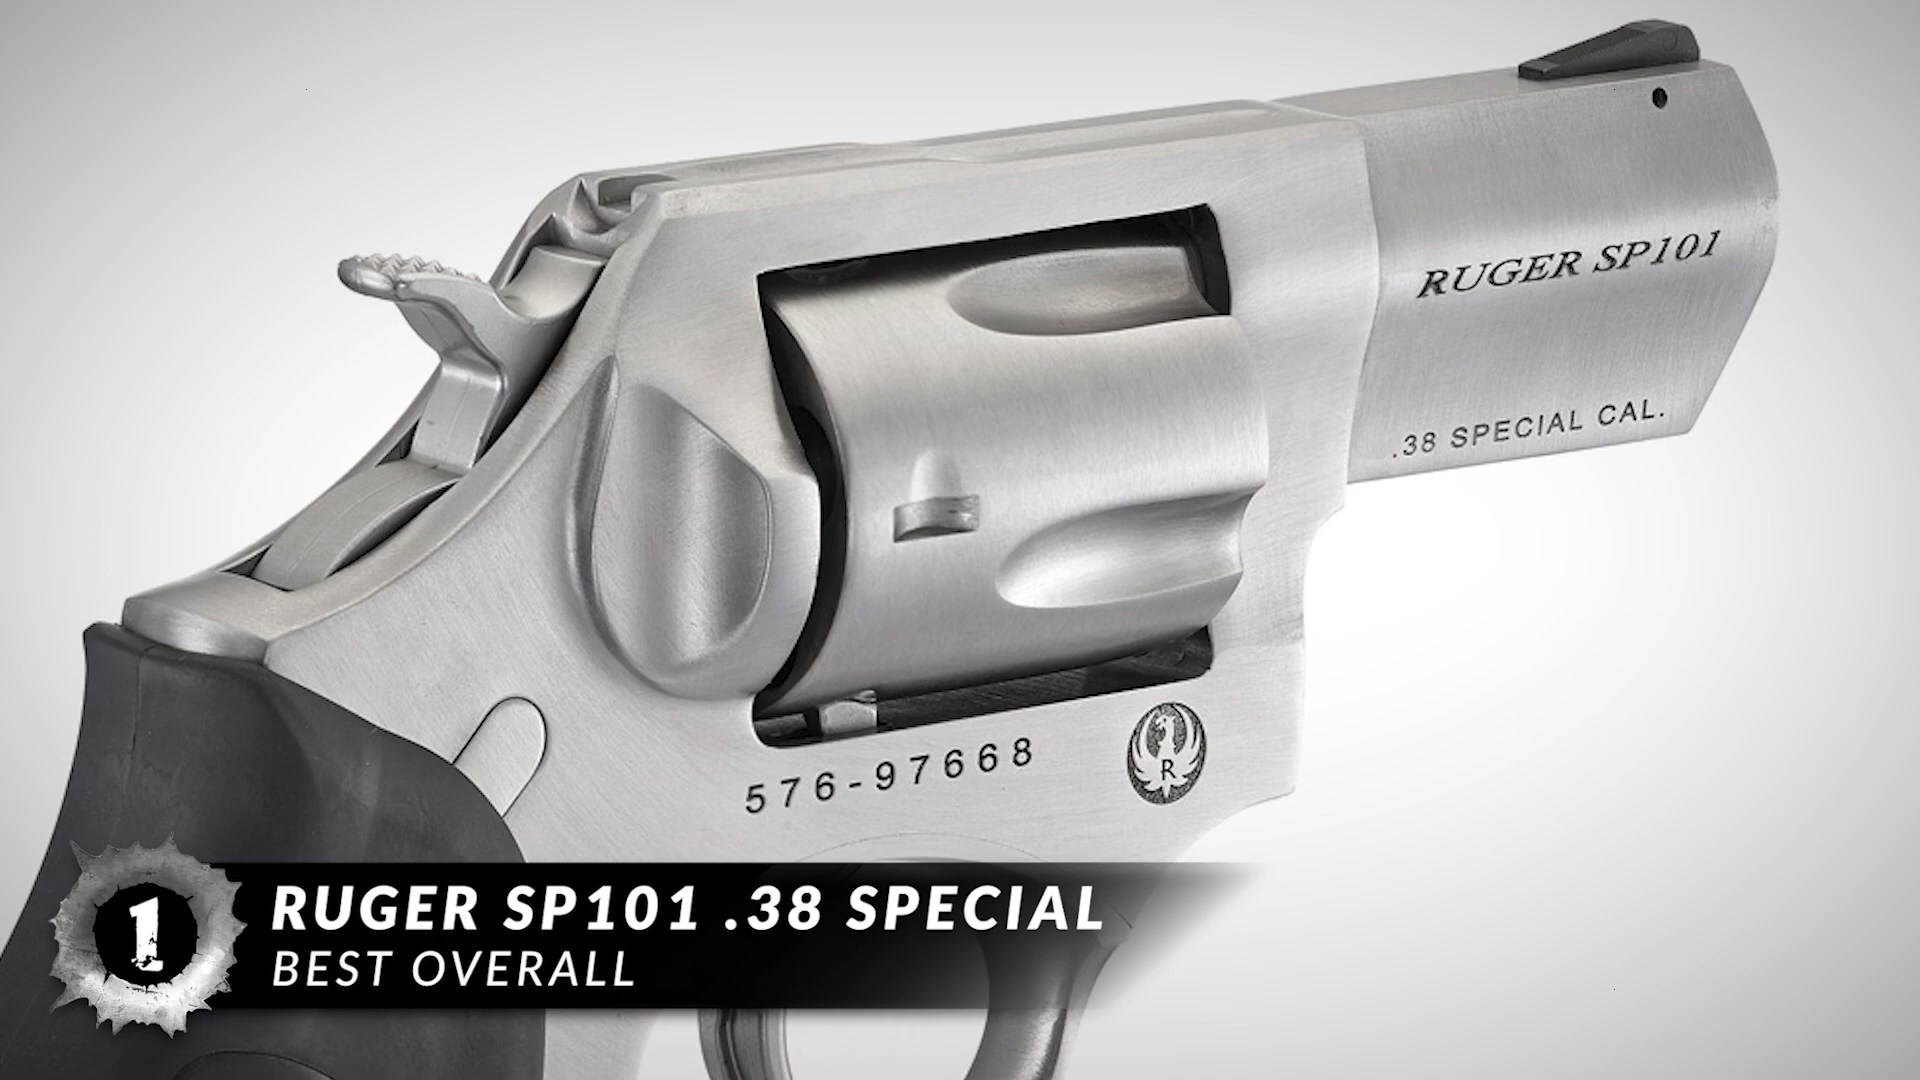 RUGER SP101
.38 SPECIAL CAL.
576-97668
R
1
RUGER SP101 .38 SPECIAL
BEST OVERALL